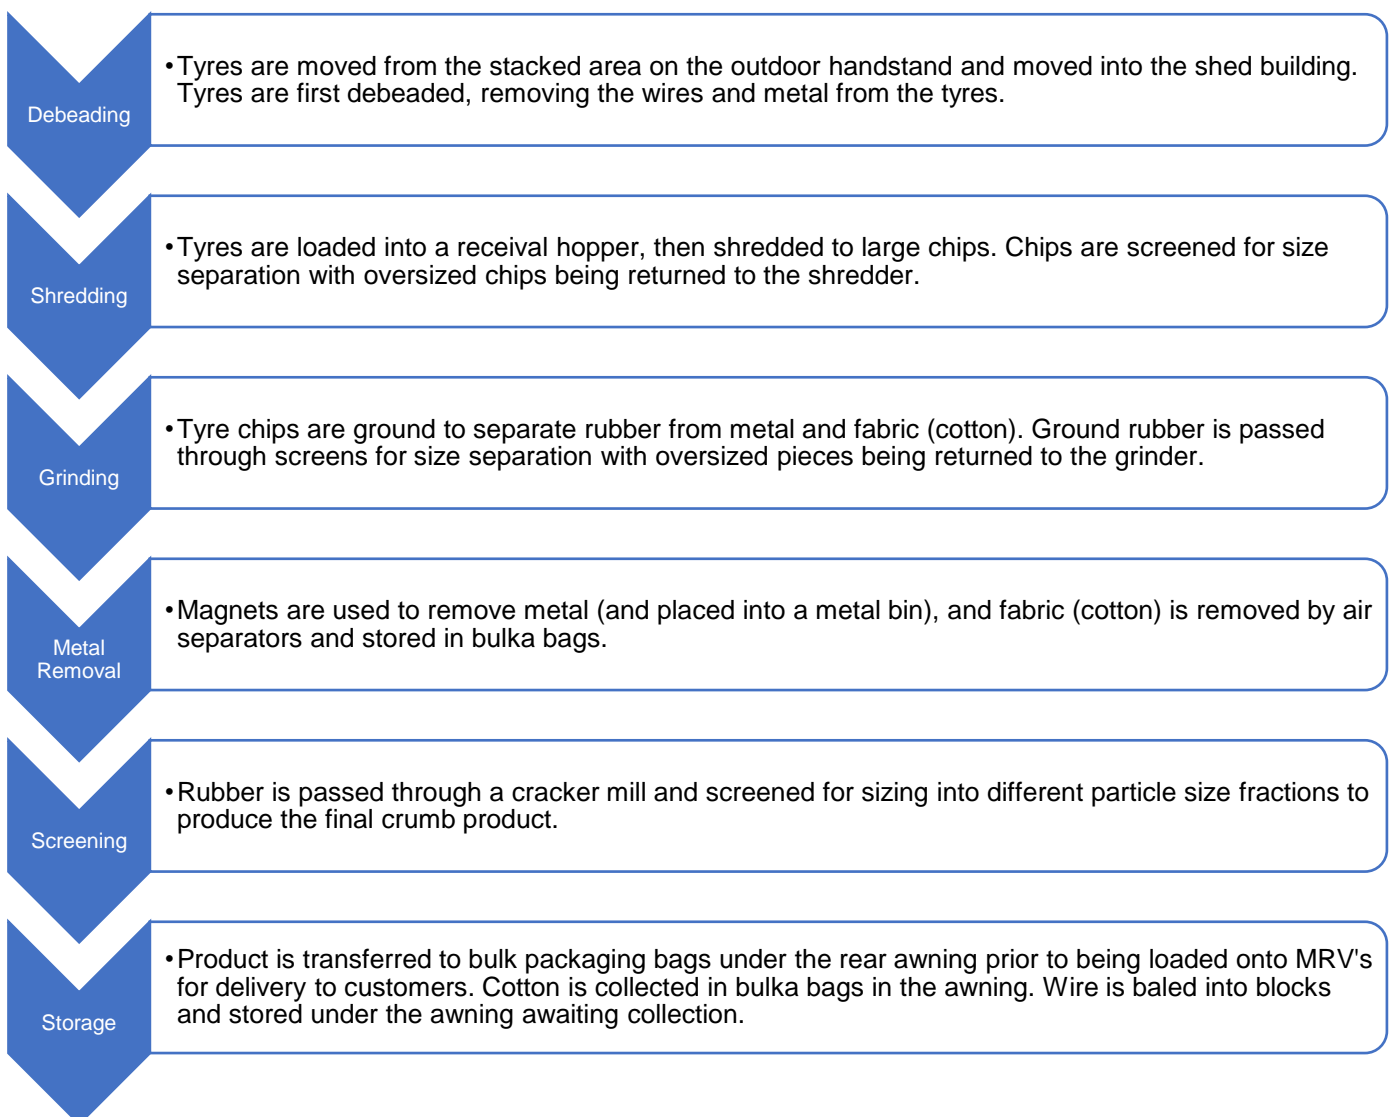 Debeading
•Tyres are moved from the stacked area on the outdoor handstand and moved into the shed building.
Tyres are first debeaded, removing the wires and metal from the tyres.
Shredding
•Tyres are loaded into a receival hopper, then shredded to large chips. Chips are screened for size
separation with oversized chips being returned to the shredder.
Grinding
•Tyre chips are ground to separate rubber from metal and fabric (cotton). Ground rubber is passed
through screens for size separation with oversized pieces being returned to the grinder.
Metal
Removal
•Magnets are used to remove metal (and placed into a metal bin), and fabric (cotton) is removed by air
separators and stored in bulka bags.
Screening
•Rubber is passed through a cracker mill and screened for sizing into different particle size fractions to
produce the final crumb product.
Storage
•Product is transferred to bulk packaging bags under the rear awning prior to being loaded onto MRV's
for delivery to customers. Cotton is collected in bulka bags in the awning. Wire is baled into blocks
and stored under the awning awaiting collection.